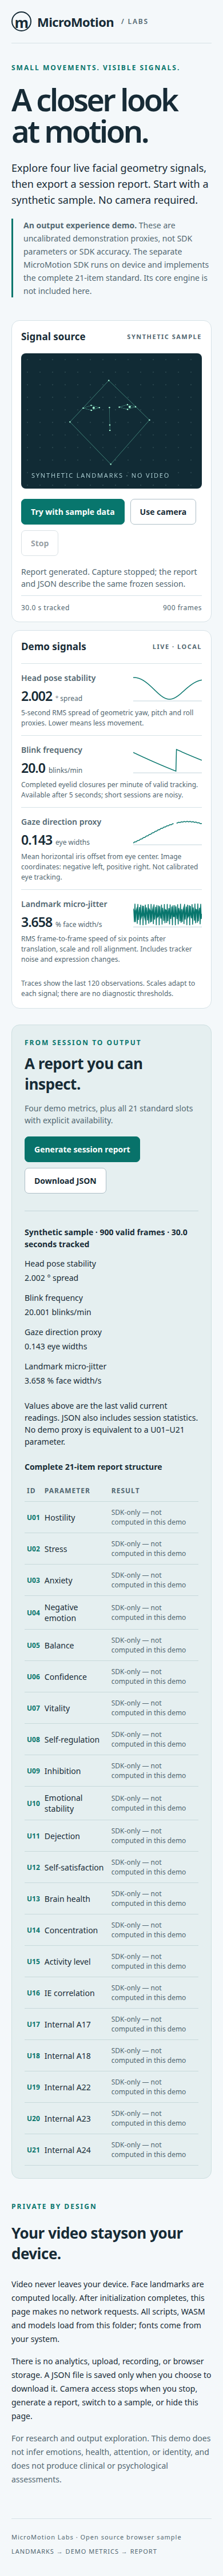 m MicroMotion / LABS
SMALL MOVEMENTS. VISIBLE SIGNALS.
A closer look
at motion.
Explore four live facial geometry signals,
then export a session report. Start with a
synthetic sample. No camera required.
An output experience demo. These are
uncalibrated demonstration proxies, not SDK
parameters or SDK accuracy. The separate
MicroMotion SDK runs on device and implements
the complete 21-item standard. Its core engine is
not included here.
Signal source SYNTHETIC SAMPLE
SYNTHETIC LANDMARKS · NO VIDEO
Try with sample data Use camera
Stop
Report generated. Capture stopped; the report
and JSON describe the same frozen session.
30.0 s tracked 900 frames
Demo signals LIVE · LOCAL
Head pose stability
2.002 ° spread
5-second RMS spread of geometric yaw, pitch and roll
proxies. Lower means less movement.
Blink frequency
20.0 blinks/min
Completed eyelid closures per minute of valid tracking.
Available after 5 seconds; short sessions are noisy.
Gaze direction proxy
0.143 eye widths
Mean horizontal iris offset from eye center. Image
coordinates: negative left, positive right. Not calibrated
eye tracking.
Landmark micro-jitter
3.658 % face width/s
RMS frame-to-frame speed of six points after
translation, scale and roll alignment. Includes tracker
noise and expression changes.
Traces show the last 120 observations. Scales adapt to
each signal; there are no diagnostic thresholds.
FROM SESSION TO OUTPUT
A report you can
inspect.
Four demo metrics, plus all 21 standard slots
with explicit availability.
Generate session report
Download JSON
Synthetic sample · 900 valid frames · 30.0
seconds tracked
Head pose stability
2.002 ° spread
Blink frequency
20.001 blinks/min
Gaze direction proxy
0.143 eye widths
Landmark micro-jitter
3.658 % face width/s
Values above are the last valid current
readings. JSON also includes session statistics.
No demo proxy is equivalent to a U01–U21
parameter.
Complete 21-item report structure
ID PARAMETER RESULT
U01 Hostility SDK-only — not
computed in this demo
U02 Stress SDK-only — not
computed in this demo
U03 Anxiety SDK-only — not
computed in this demo
U04 Negative emotion SDK-only — not
computed in this demo
U05 Balance SDK-only — not
computed in this demo
U06 Confidence SDK-only — not
computed in this demo
U07 Vitality SDK-only — not
computed in this demo
U08 Self-regulation SDK-only — not
computed in this demo
U09 Inhibition SDK-only — not
computed in this demo
U10 Emotional stability SDK-only — not
computed in this demo
U11 Dejection SDK-only — not
computed in this demo
U12 Self-satisfaction SDK-only — not
computed in this demo
U13 Brain health SDK-only — not
computed in this demo
U14 Concentration SDK-only — not
computed in this demo
U15 Activity level SDK-only — not
computed in this demo
U16 IE correlation SDK-only — not
computed in this demo
U17 Internal A17 SDK-only — not
computed in this demo
U18 Internal A18 SDK-only — not
computed in this demo
U19 Internal A22 SDK-only — not
computed in this demo
U20 Internal A23 SDK-only — not
computed in this demo
U21 Internal A24 SDK-only — not
computed in this demo
PRIVATE BY DESIGN
Your video stayson your
device.
Video never leaves your device. Face landmarks are
computed locally. After initialization completes, this
page makes no network requests. All scripts, WASM
and models load from this folder; fonts come from
your system.
There is no analytics, upload, recording, or browser
storage. A JSON file is saved only when you choose to
download it. Camera access stops when you stop,
generate a report, switch to a sample, or hide this
page.
For research and output exploration. This demo does
not infer emotions, health, attention, or identity, and
does not produce clinical or psychological
assessments.
MicroMotion Labs · Open source browser sample
LANDMARKS → DEMO METRICS → REPORT